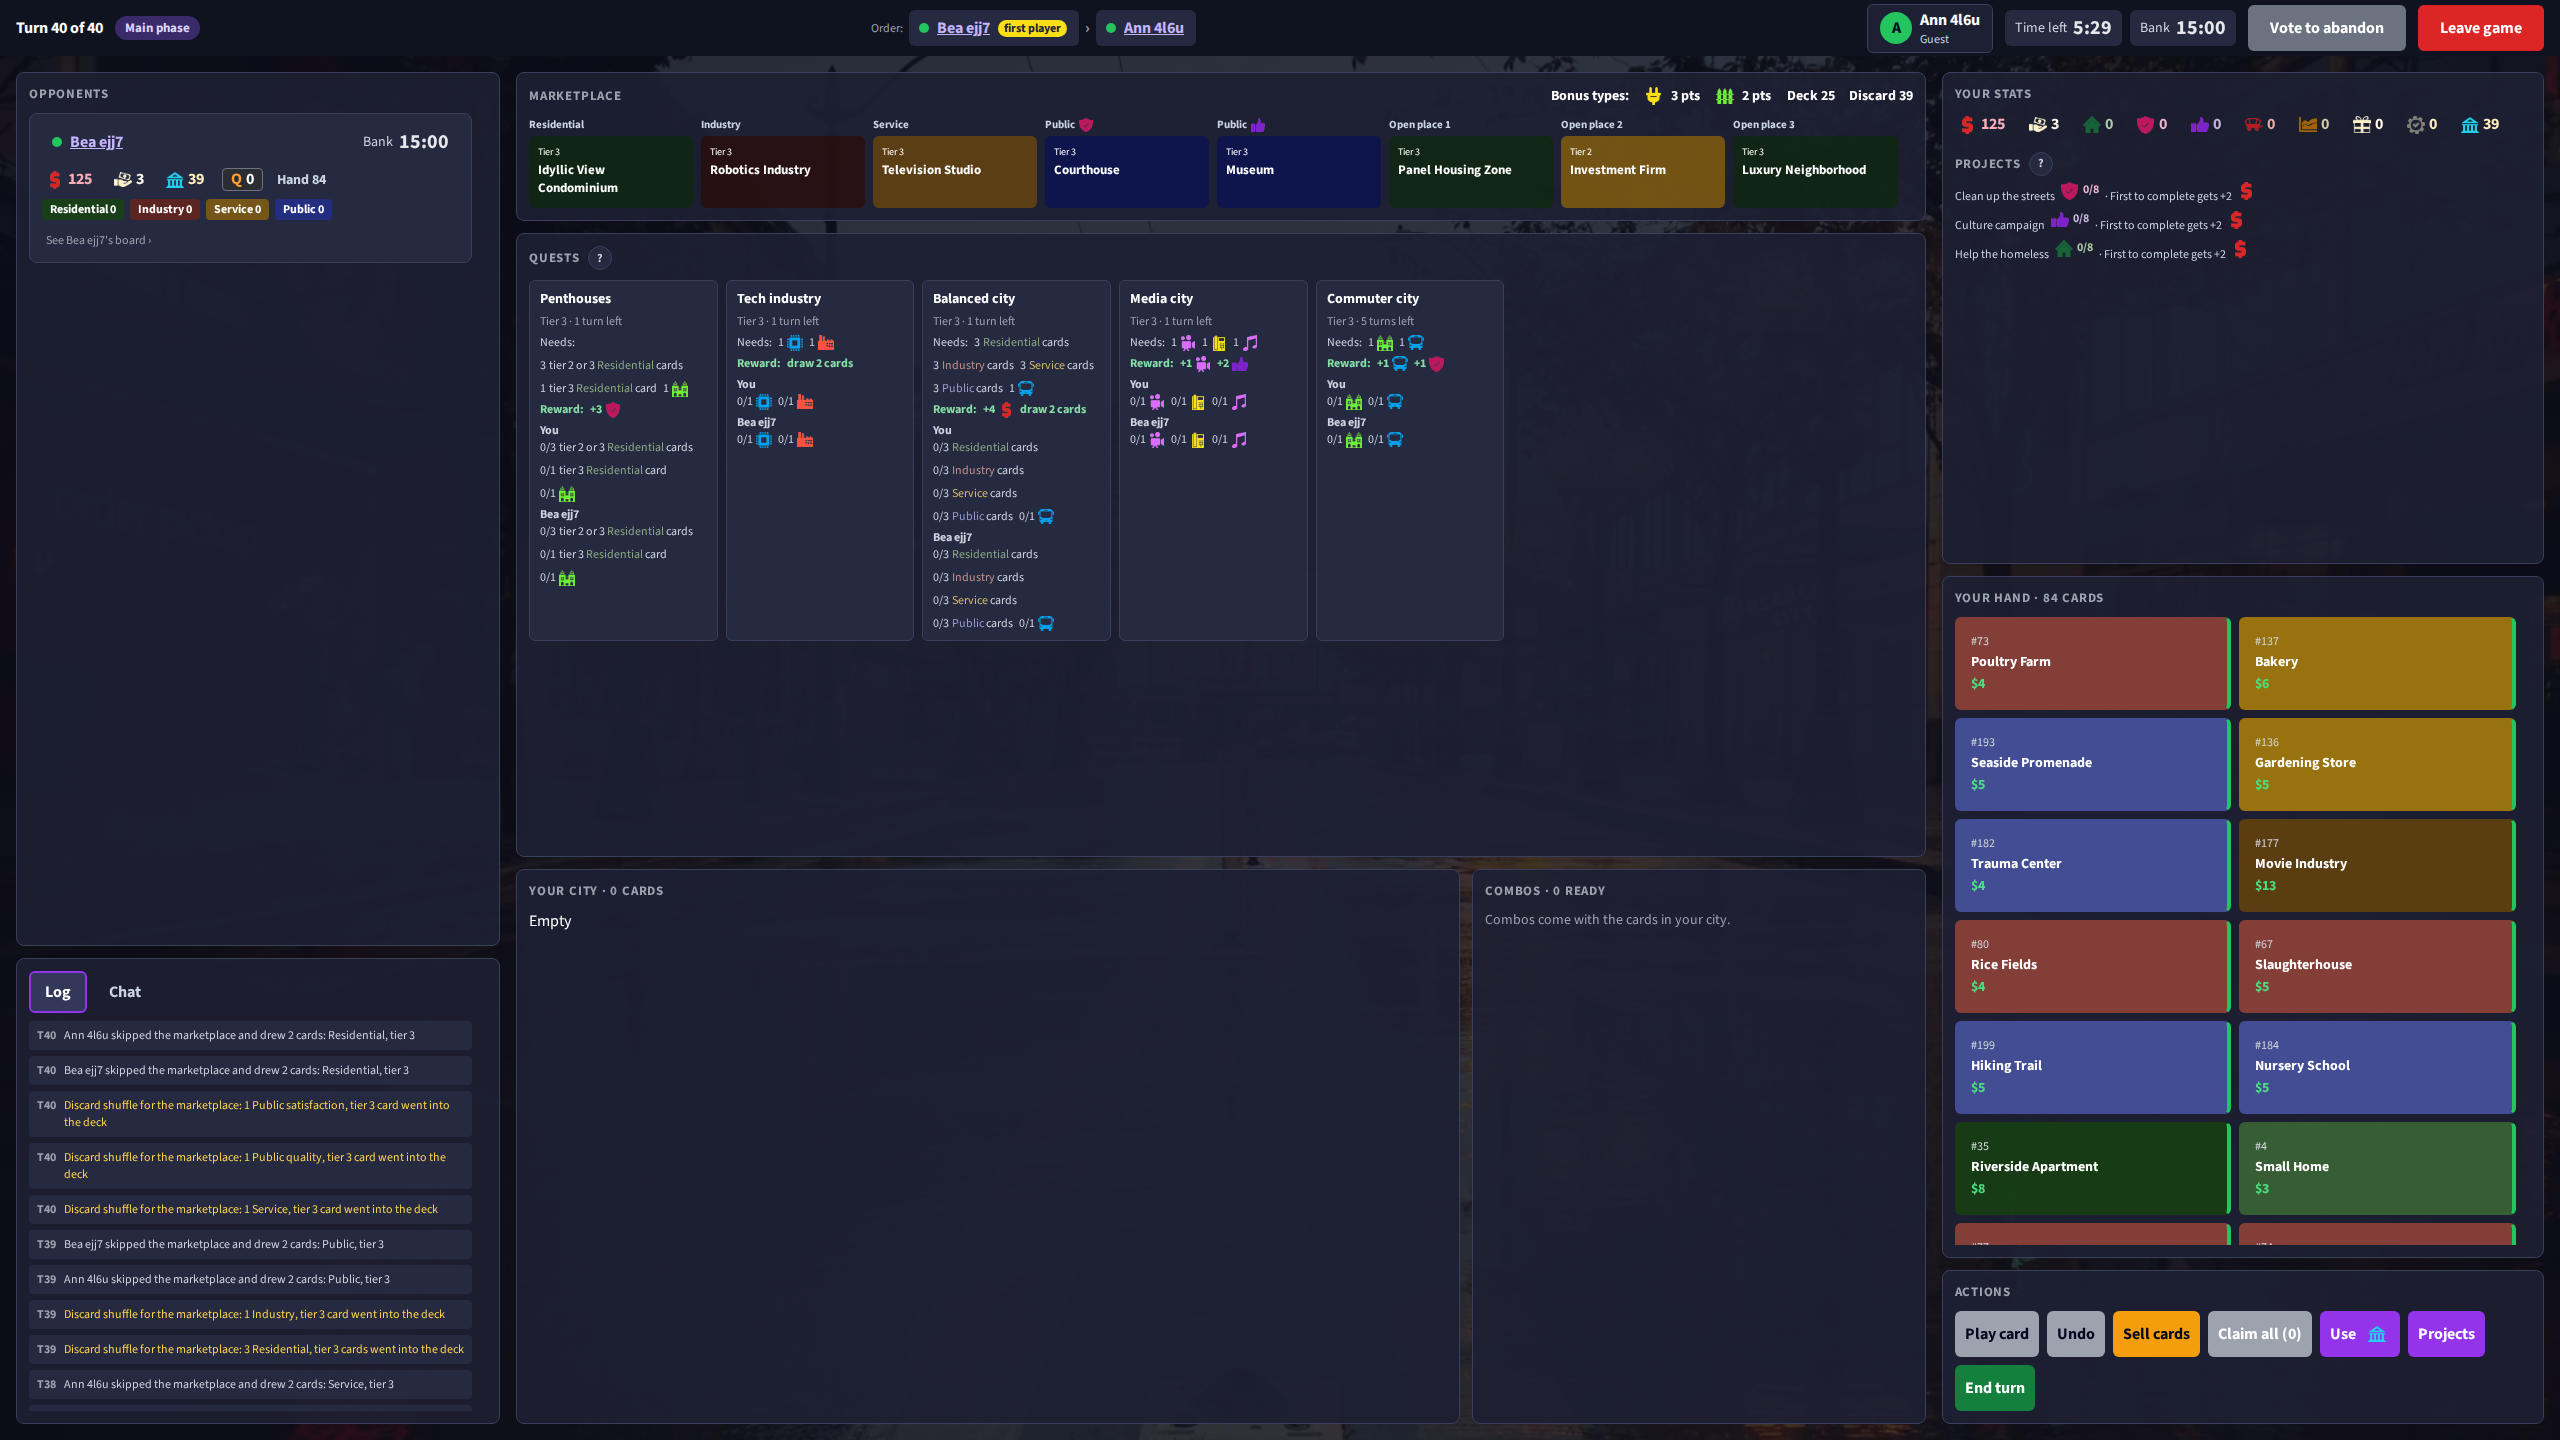 Turn 40 of 40
Main phase
Order:
Bea ejj7
first player
›
Ann 4l6u
A
Ann 4l6u
Guest
Time left 5:29
Bank 15:00
Vote to abandon
Leave game
OPPONENTS
Bea ejj7
Bank 15:00
125 3 39 Q 0 Hand 84
Residential 0 Industry 0 Service 0 Public 0
See Bea ejj7's board ›
MARKETPLACE
Bonus types: 3 pts 2 pts Deck 25 Discard 39
Residential
Tier 3
Idyllic View
Condominium
Industry
Tier 3
Robotics Industry
Service
Tier 3
Television Studio
Public
Tier 3
Courthouse
Public
Tier 3
Museum
Open place 1
Tier 3
Panel Housing Zone
Open place 2
Tier 2
Investment Firm
Open place 3
Tier 3
Luxury Neighborhood
QUESTS ?
Penthouses
Tier 3 · 1 turn left
Needs:
3 tier 2 or 3 Residential cards
1 tier 3 Residential card 1
Reward: +3
You
0/3 tier 2 or 3 Residential cards
0/1 tier 3 Residential card
0/1
Bea ejj7
0/3 tier 2 or 3 Residential cards
0/1 tier 3 Residential card
0/1
Tech industry
Tier 3 · 1 turn left
Needs: 1 1
Reward: draw 2 cards
You
0/1 0/1
Bea ejj7
0/1 0/1
Balanced city
Tier 3 · 1 turn left
Needs: 3 Residential cards
3 Industry cards 3 Service cards
3 Public cards 1
Reward: +4 draw 2 cards
You
0/3 Residential cards
0/3 Industry cards
0/3 Service cards
0/3 Public cards 0/1
Bea ejj7
0/3 Residential cards
0/3 Industry cards
0/3 Service cards
0/3 Public cards 0/1
Media city
Tier 3 · 1 turn left
Needs: 1 1 1
Reward: +1 +2
You
0/1 0/1 0/1
Bea ejj7
0/1 0/1 0/1
Commuter city
Tier 3 · 5 turns left
Needs: 1 1
Reward: +1 +1
You
0/1 0/1
Bea ejj7
0/1 0/1
YOUR CITY · 0 CARDS
Empty
COMBOS · 0 READY
Combos come with the cards in your city.
Log
Chat
T40 Ann 4l6u skipped the marketplace and drew 2 cards: Residential, tier 3
T40 Bea ejj7 skipped the marketplace and drew 2 cards: Residential, tier 3
T40 Discard shuffle for the marketplace: 1 Public satisfaction, tier 3 card went into
the deck
T40 Discard shuffle for the marketplace: 1 Public quality, tier 3 card went into the
deck
T40 Discard shuffle for the marketplace: 1 Service, tier 3 card went into the deck
T39 Bea ejj7 skipped the marketplace and drew 2 cards: Public, tier 3
T39 Ann 4l6u skipped the marketplace and drew 2 cards: Public, tier 3
T39 Discard shuffle for the marketplace: 1 Industry, tier 3 card went into the deck
T39 Discard shuffle for the marketplace: 3 Residential, tier 3 cards went into the deck
T38 Ann 4l6u skipped the marketplace and drew 2 cards: Service, tier 3
YOUR STATS
125 3 0 0 0 0 0 0 0 39
PROJECTS ?
Clean up the streets 0/8 · First to complete gets +2
Culture campaign 0/8 · First to complete gets +2
Help the homeless 0/8 · First to complete gets +2
YOUR HAND · 84 CARDS
#73
Poultry Farm
$4
#137
Bakery
$6
#193
Seaside Promenade
$5
#136
Gardening Store
$5
#182
Trauma Center
$4
#177
Movie Industry
$13
#80
Rice Fields
$4
#67
Slaughterhouse
$5
#199
Hiking Trail
$5
#184
Nursery School
$5
#35
Riverside Apartment
$8
#4
Small Home
$3
ACTIONS
Play card
Undo
Sell cards
Claim all (0)
Use
Projects
End turn